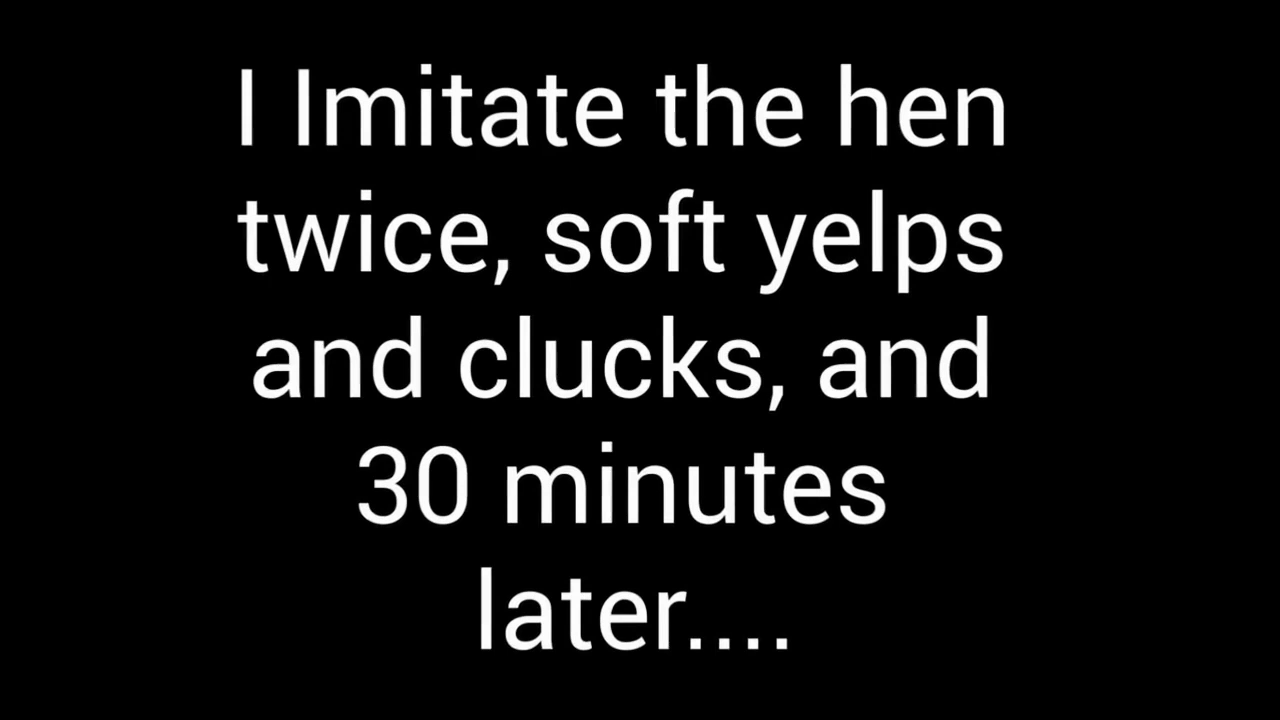 I Imitate the hen
twice, soft yelps
and clucks, and
30 minutes
later....